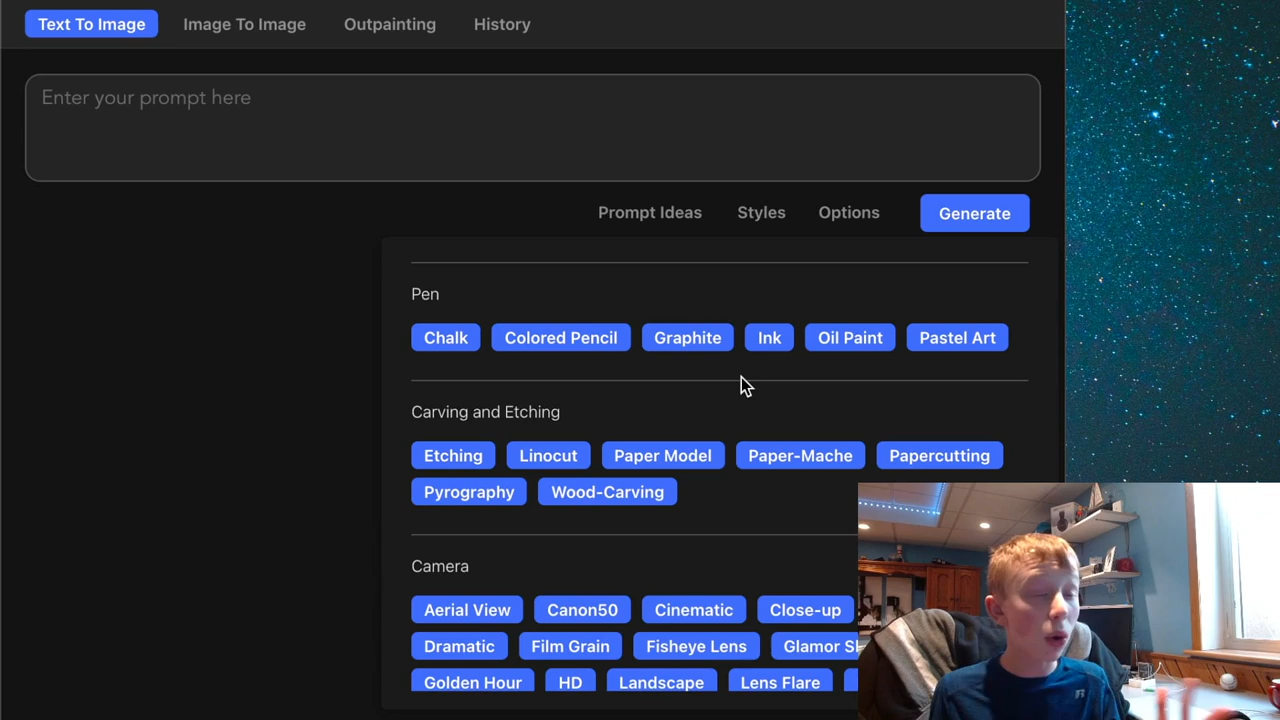 Text To Image Image To Image Outpainting History
Enter your prompt here
Prompt Ideas Styles Options Generate
Pen
Chalk Colored Pencil Graphite Ink Oil Paint Pastel Art
Carving and Etching
Etching Linocut Paper Model Paper-Mache Papercutting
Pyrography Wood-Carving
Camera
Aerial View Canon50 Cinematic Close-up
Dramatic Film Grain Fisheye Lens Glamor
Golden Hour HD Landscape Lens Flare